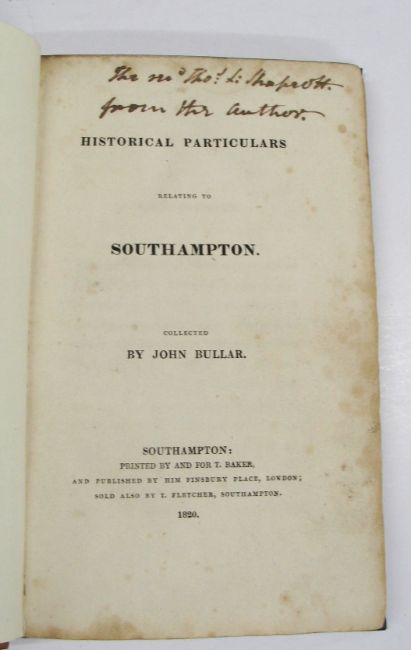 The revd Thos. L: Shapcott.
from the author.
HISTORICAL PARTICULARS
RELATING TO
SOUTHAMPTON.
COLLECTED
BY JOHN BULLAR.
SOUTHAMPTON:
PRINTED BY AND FOR T. BAKER,
AND PUBLISHED BY HIM FINSBURY PLACE, LONDON;
SOLD ALSO BY T. FLETCHER, SOUTHAMPTON.
1820.